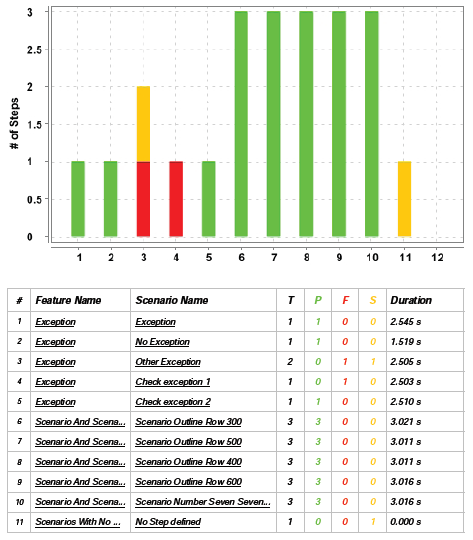 3
2.5
2
1.5
1
0.5
0
# of Steps
1 2 3 4 5 6 7 8 9 10 11 12
# Feature Name Scenario Name T P F S Duration
1 Exception Exception 1 1 0 0 2.545 s
2 Exception No Exception 1 1 0 0 1.519 s
3 Exception Other Exception 2 0 1 1 2.505 s
4 Exception Check exception 1 1 0 1 0 2.503 s
5 Exception Check exception 2 1 1 0 0 2.510 s
6 Scenario And Scena... Scenario Outline Row 300 3 3 0 0 3.021 s
7 Scenario And Scena... Scenario Outline Row 500 3 3 0 0 3.011 s
8 Scenario And Scena... Scenario Outline Row 400 3 3 0 0 3.011 s
9 Scenario And Scena... Scenario Outline Row 600 3 3 0 0 3.016 s
10 Scenario And Scena... Scenario Number Seven Seven... 3 3 0 0 3.016 s
11 Scenarios With No ... No Step defined 1 0 0 1 0.000 s